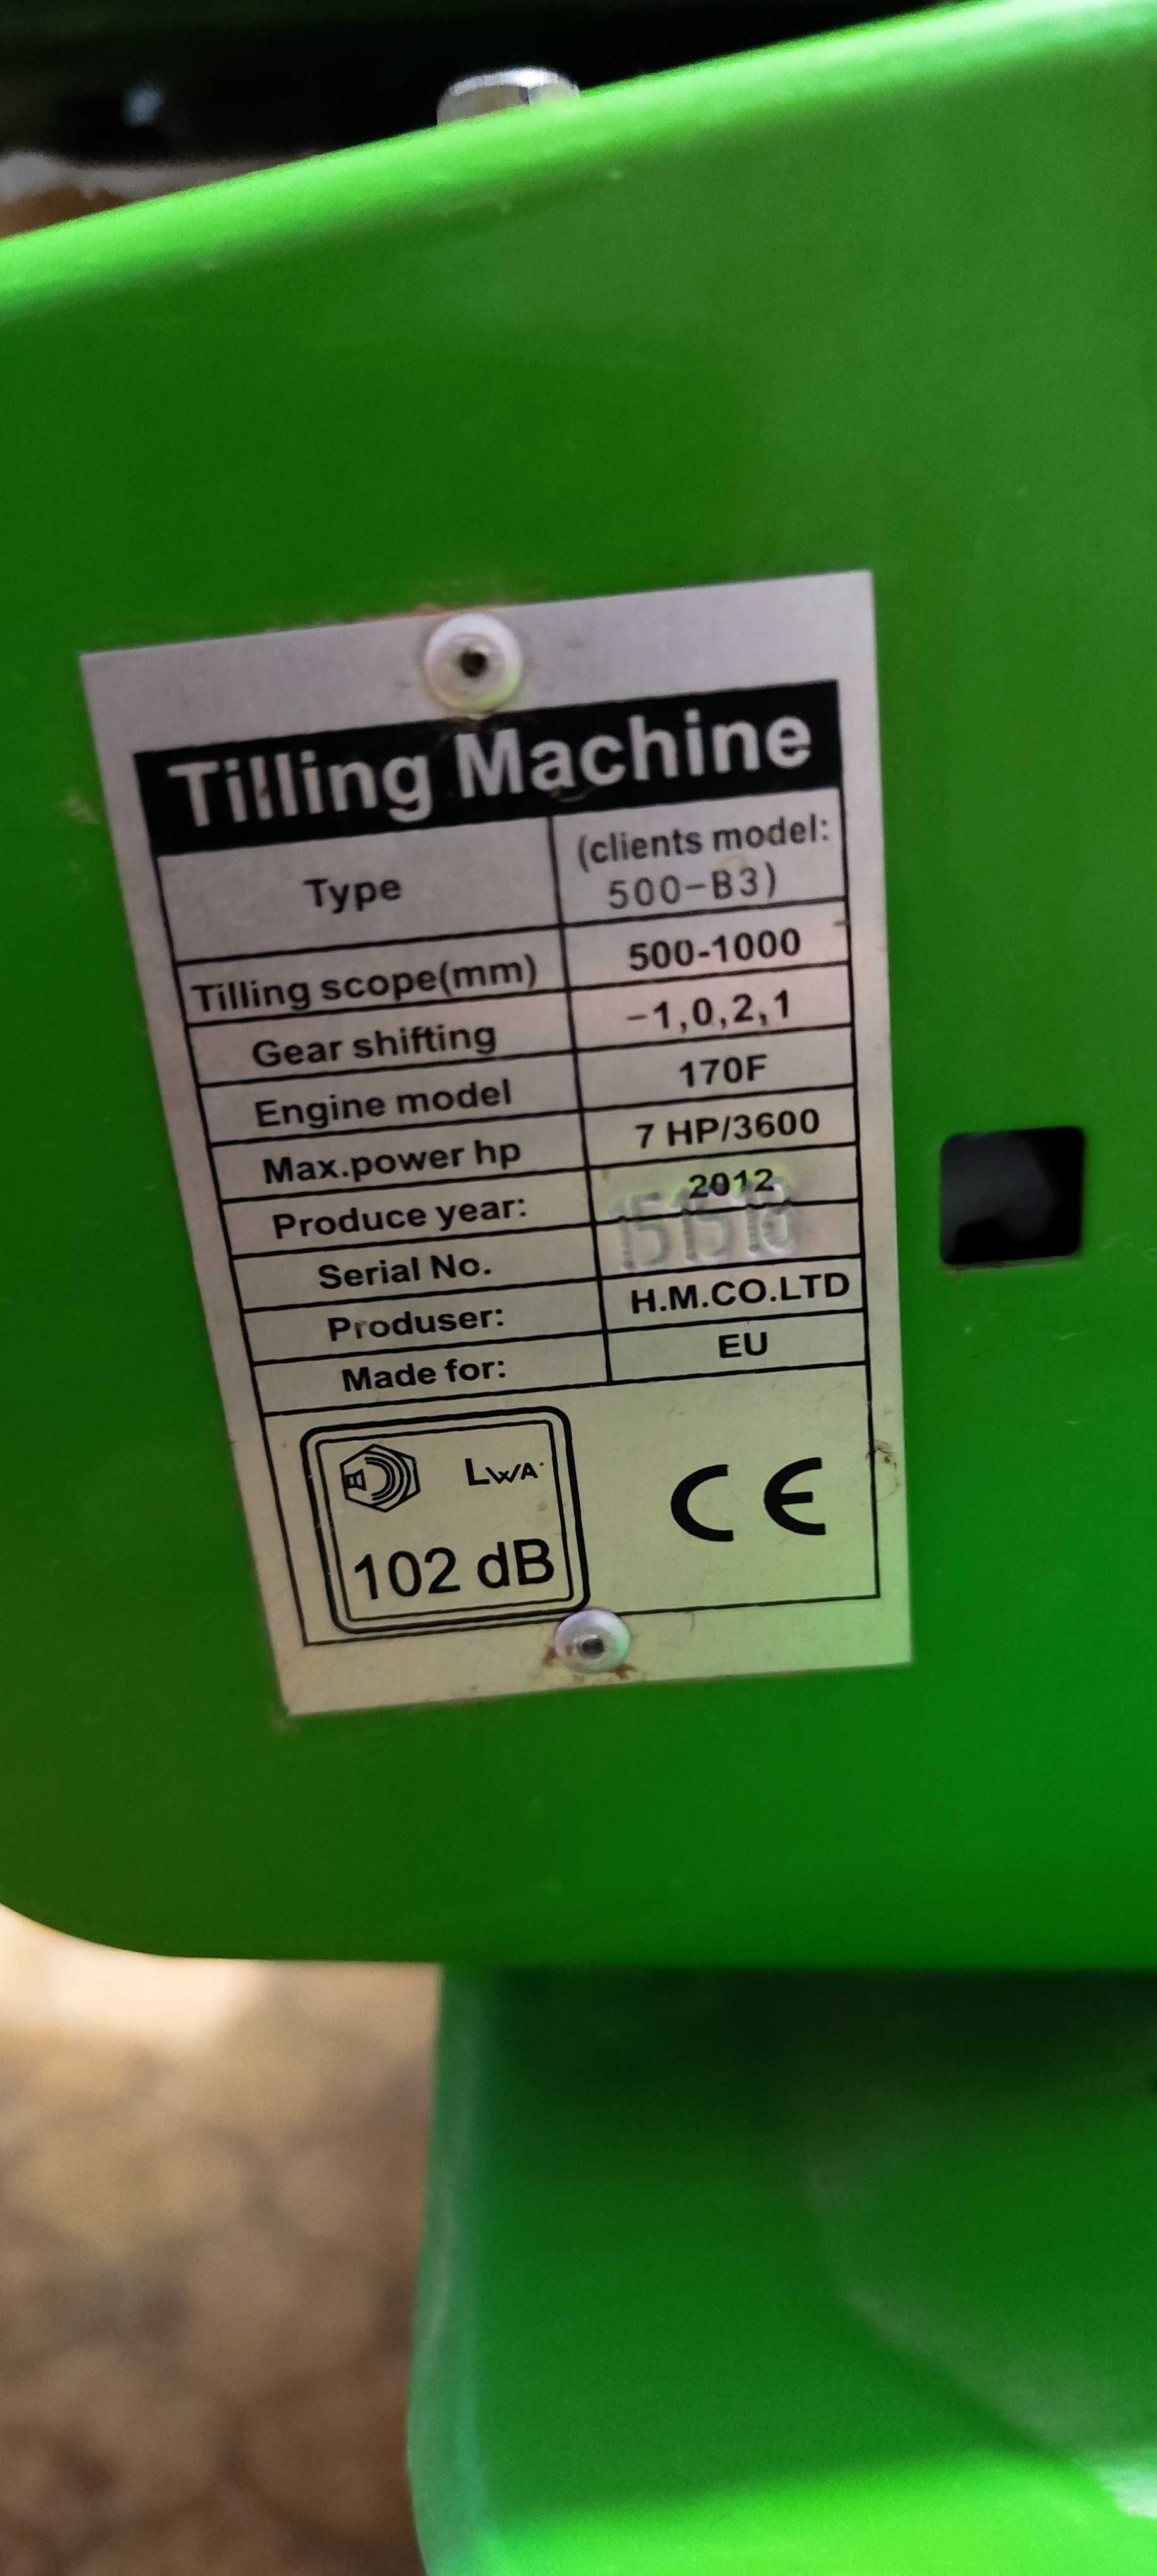 Tilling Machine
Type (clients model:
500-B3)
Tilling scope(mm) 500-1000
Gear shifting -1,0,2,1
Engine model 170F
Max.power hp 7 HP/3600
Produce year: 2012
Serial No.
Produser: H.M.CO.LTD
Made for: EU
LWA
102 dB
CE